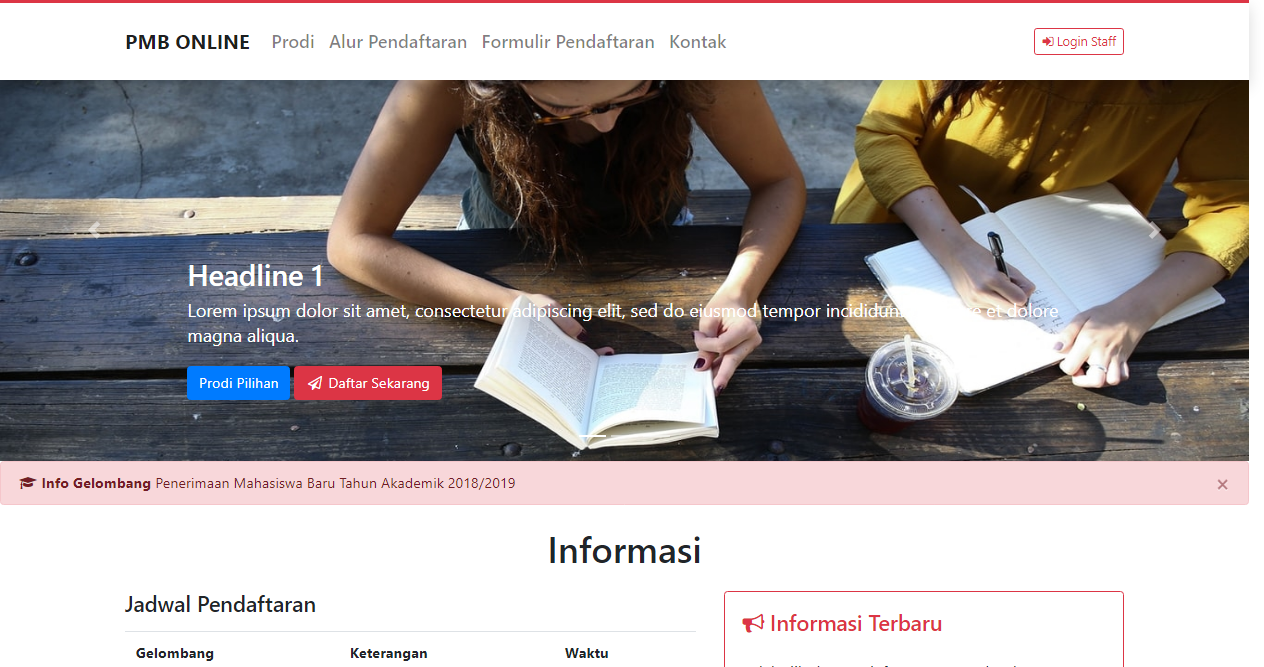 PMB ONLINE Prodi Alur Pendaftaran Formulir Pendaftaran Kontak Login Staff
Headline 1
Lorem ipsum dolor sit amet, consectetur adipiscing elit, sed do eiusmod tempor incididunt et dolore
magna aliqua.
Prodi Pilihan Daftar Sekarang
Info Gelombang Penerimaan Mahasiswa Baru Tahun Akademik 2018/2019 ×
Informasi
Jadwal Pendaftaran
Informasi Terbaru
Gelombang Keterangan Waktu